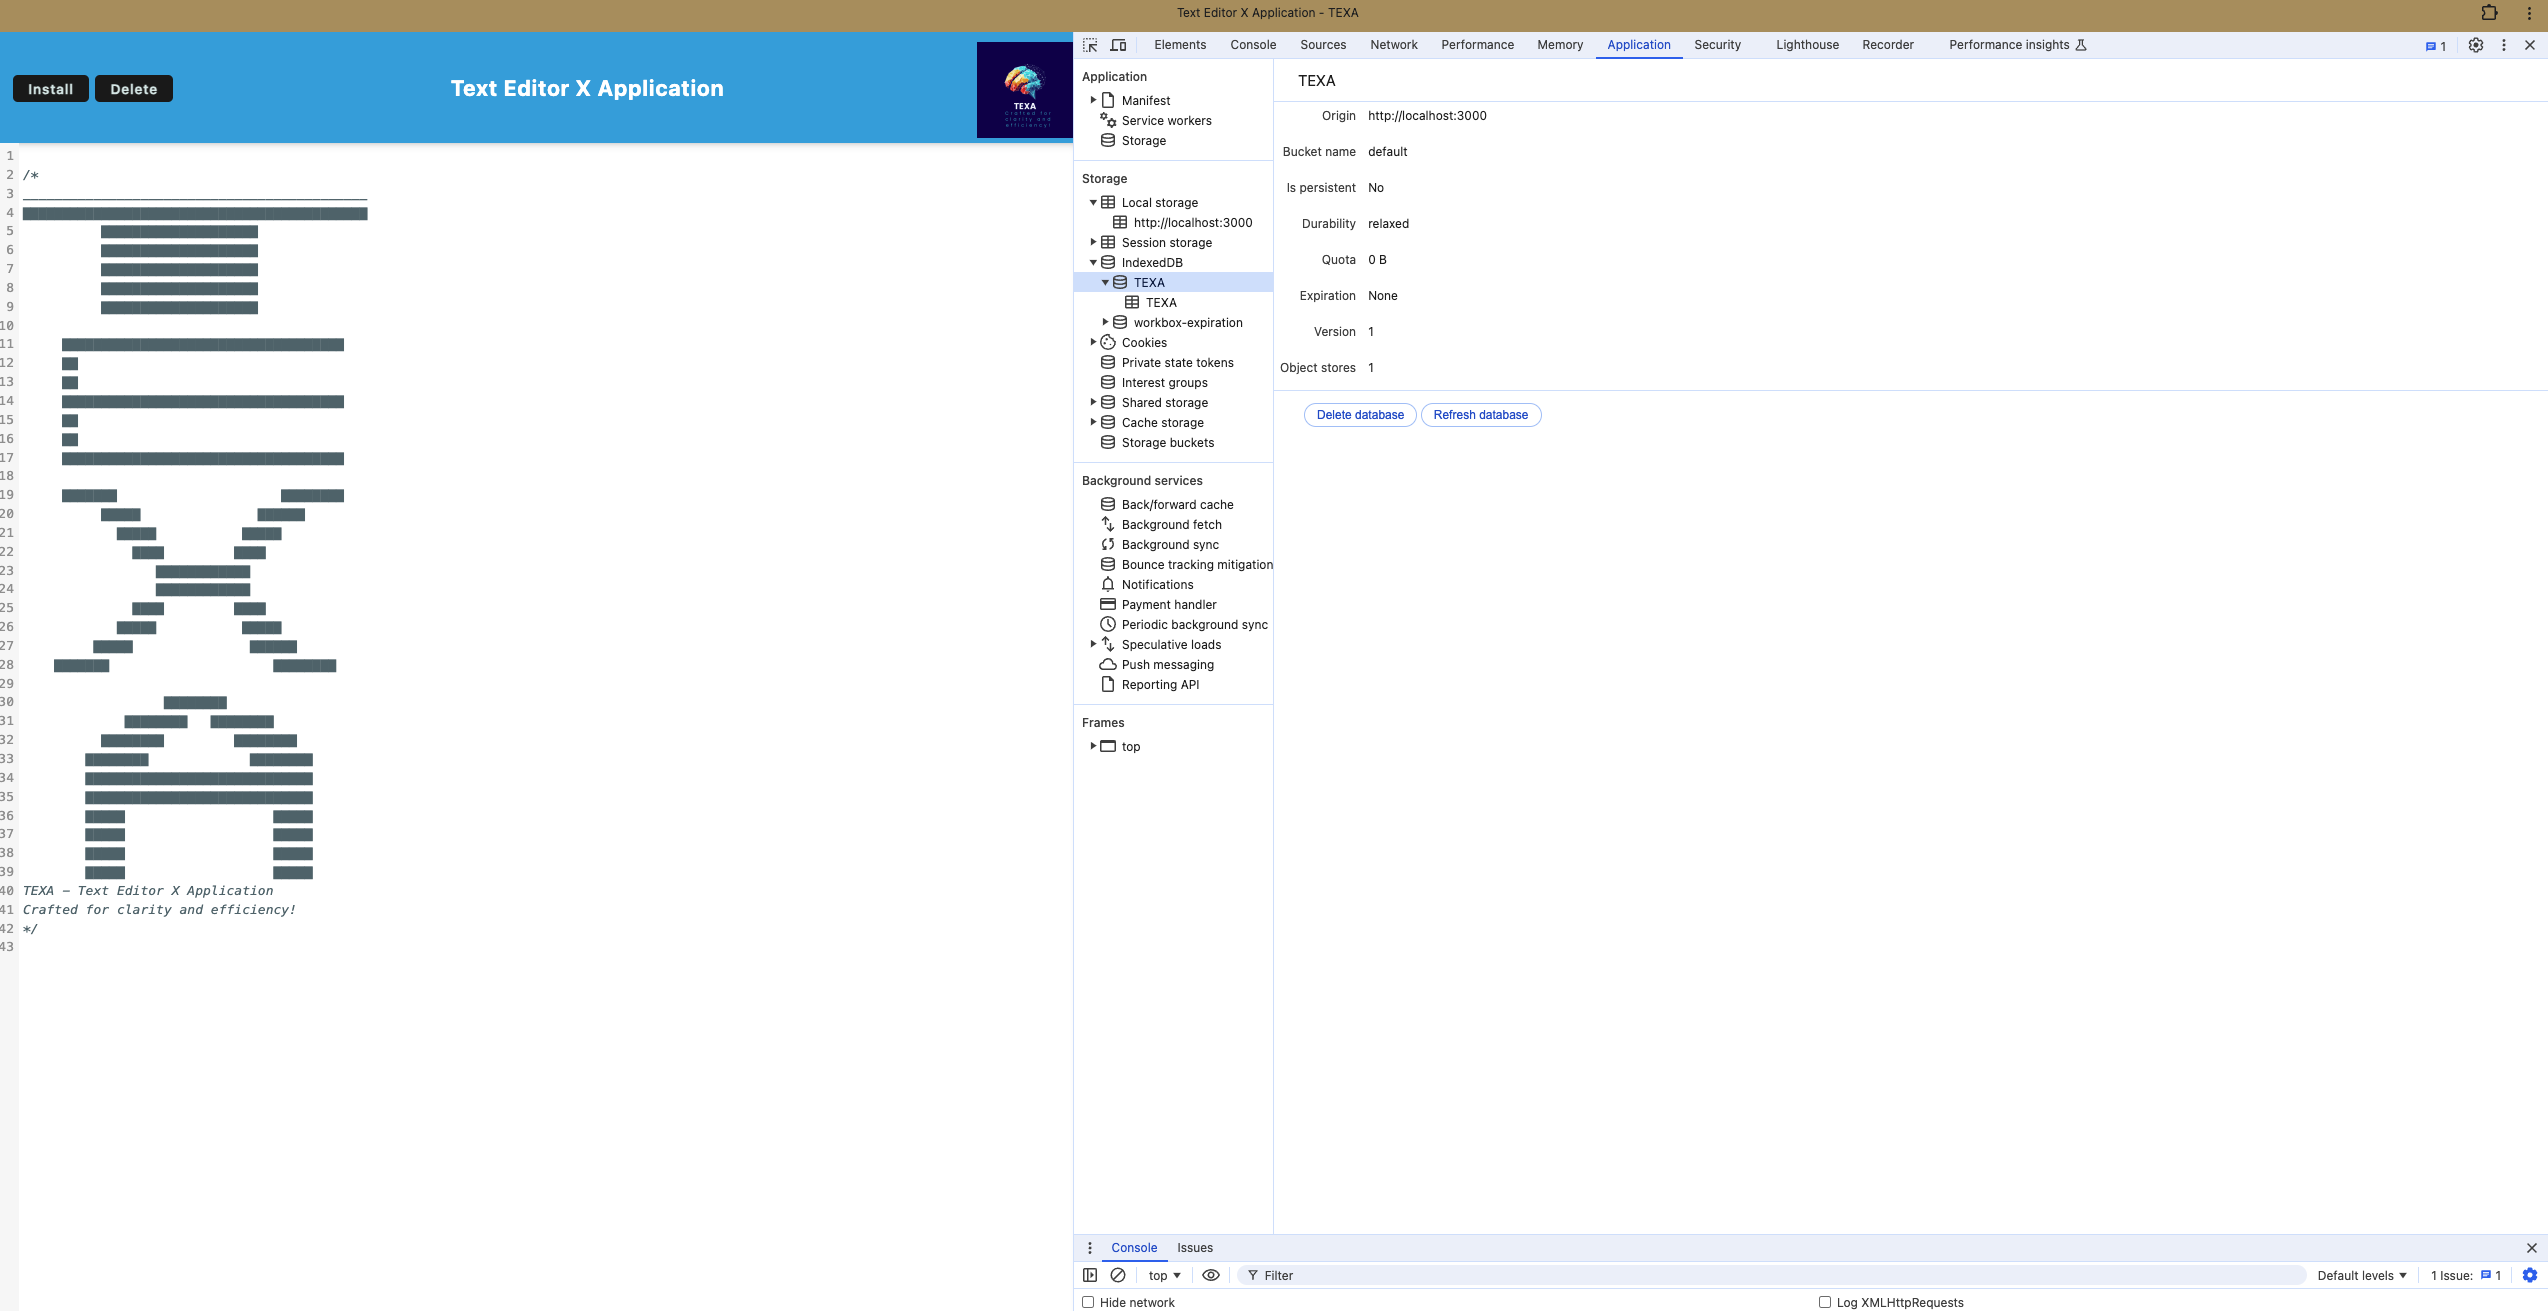 Text Editor X Application - TEXA
Install
Delete
Text Editor X Application
TEXA
Crafted for
clarity and
efficiency!
1
2 /*
3 ____________________________________________
4
5
6
7
8
9
10
11
12
13
14
15
16
17
18
19
20
21
22
23
24
25
26
27
28
29
30
31
32
33
34
35
36
37
38
39
40 TEXA – Text Editor X Application
41 Crafted for clarity and efficiency!
42 */
43
Elements Console Sources Network Performance Memory Application Security Lighthouse Recorder Performance insights 1
Application
Manifest
Service workers
Storage
Storage
Local storage
http://localhost:3000
Session storage
IndexedDB
TEXA
TEXA
workbox-expiration
Cookies
Private state tokens
Interest groups
Shared storage
Cache storage
Storage buckets
Background services
Back/forward cache
Background fetch
Background sync
Bounce tracking mitigation
Notifications
Payment handler
Periodic background sync
Speculative loads
Push messaging
Reporting API
Frames
top
TEXA
Origin http://localhost:3000
Bucket name default
Is persistent No
Durability relaxed
Quota 0 B
Expiration None
Version 1
Object stores 1
Delete database Refresh database
Console Issues
top Filter Default levels 1 Issue: 1
Hide network Log XMLHttpRequests